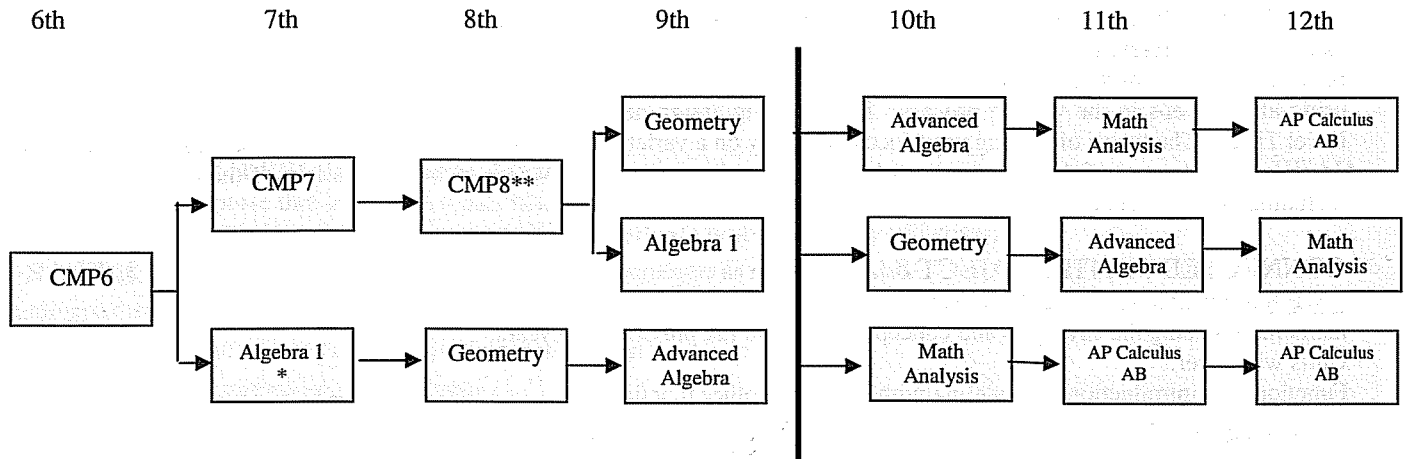 6th 7th 8th 9th 10th 11th 12th
Geometry
Advanced
Algebra
Math
Analysis
AP Calculus
AB
CMP7
CMP8**
Algebra 1
Geometry
Advanced
Algebra
Math
Analysis
CMP6
Algebra 1
*
Geometry
Advanced
Algebra
Math
Analysis
AP Calculus
AB
AP Calculus
AB